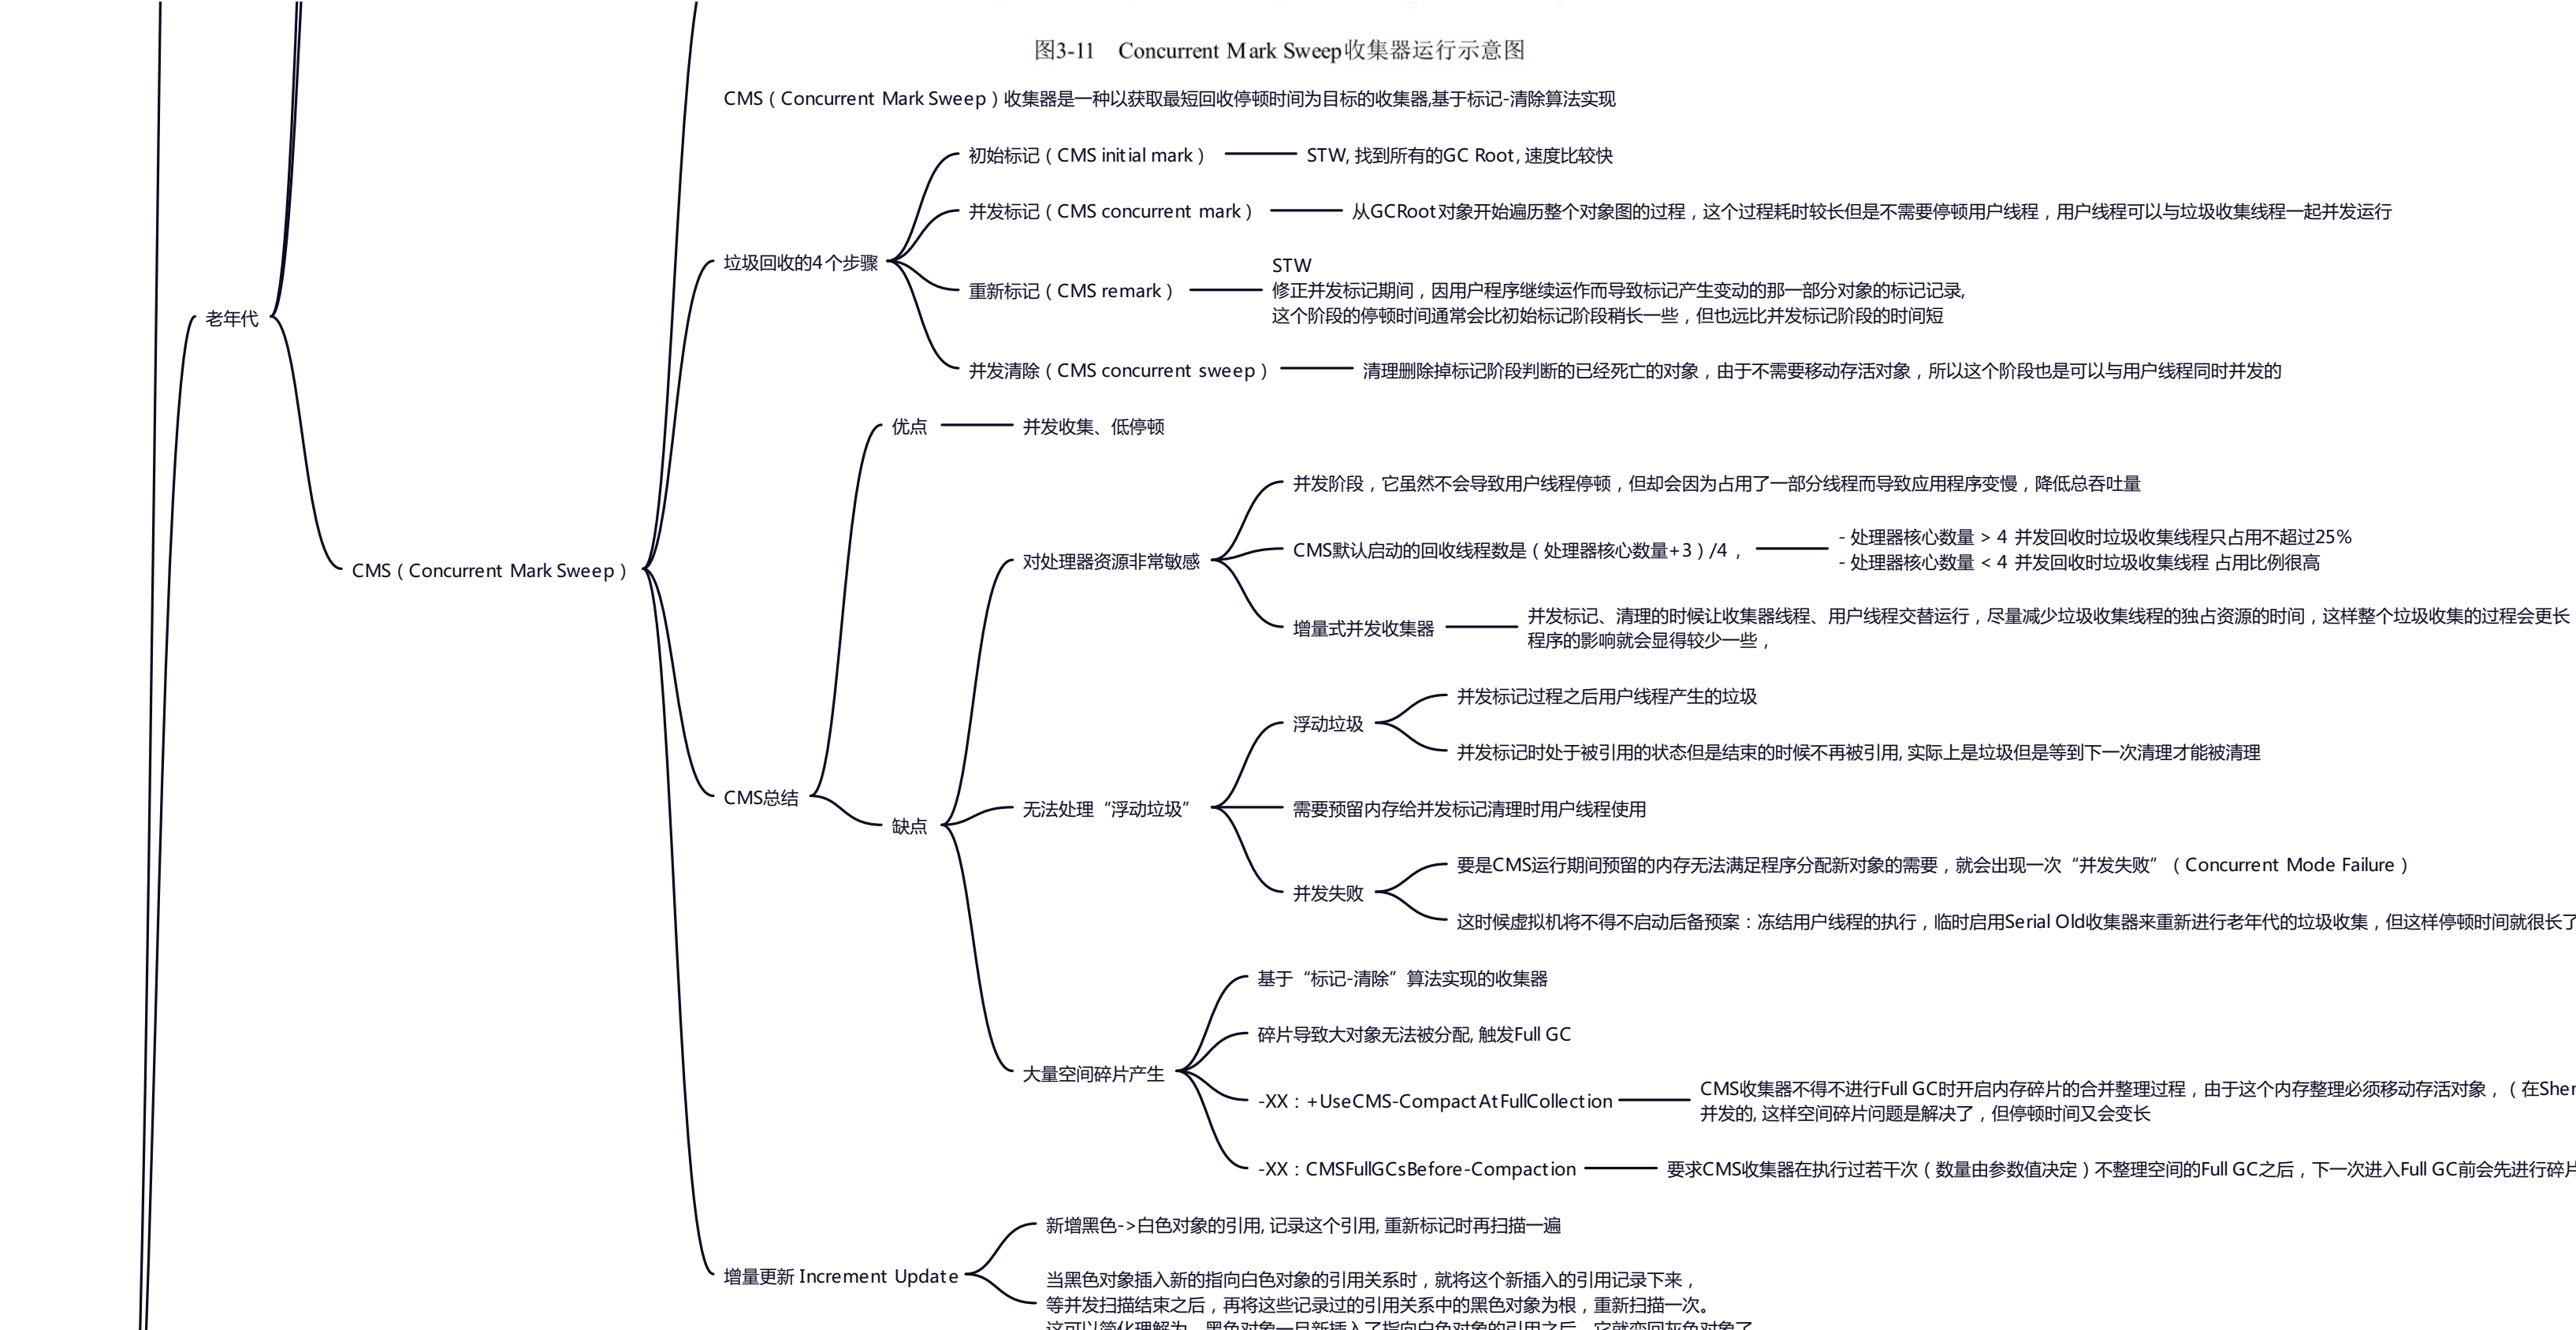 图3-11 Concurrent Mark Sweep收集器运行示意图
CMS（Concurrent Mark Sweep）收集器是一种以获取最短回收停顿时间为目标的收集器,基于标记-清除算法实现
老年代
CMS（Concurrent Mark Sweep）
垃圾回收的4个步骤
初始标记（CMS initial mark）
STW, 找到所有的GC Root, 速度比较快
并发标记（CMS concurrent mark）
从GCRoot对象开始遍历整个对象图的过程，这个过程耗时较长但是不需要停顿用户线程，用户线程可以与垃圾收集线程一起并发运行
重新标记（CMS remark）
STW
修正并发标记期间，因用户程序继续运作而导致标记产生变动的那一部分对象的标记记录,
这个阶段的停顿时间通常会比初始标记阶段稍长一些，但也远比并发标记阶段的时间短
并发清除（CMS concurrent sweep）
清理删除掉标记阶段判断的已经死亡的对象，由于不需要移动存活对象，所以这个阶段也是可以与用户线程同时并发的
CMS总结
优点
并发收集、低停顿
缺点
对处理器资源非常敏感
并发阶段，它虽然不会导致用户线程停顿，但却会因为占用了一部分线程而导致应用程序变慢，降低总吞吐量
CMS默认启动的回收线程数是（处理器核心数量+3）/4，
- 处理器核心数量 > 4 并发回收时垃圾收集线程只占用不超过25%
- 处理器核心数量 < 4 并发回收时垃圾收集线程 占用比例很高
增量式并发收集器
并发标记、清理的时候让收集器线程、用户线程交替运行，尽量减少垃圾收集线程的独占资源的时间，这样整个垃圾收集的过程会更长
程序的影响就会显得较少一些，
无法处理“浮动垃圾”
浮动垃圾
并发标记过程之后用户线程产生的垃圾
并发标记时处于被引用的状态但是结束的时候不再被引用, 实际上是垃圾但是等到下一次清理才能被清理
需要预留内存给并发标记清理时用户线程使用
并发失败
要是CMS运行期间预留的内存无法满足程序分配新对象的需要，就会出现一次“并发失败”（Concurrent Mode Failure）
这时候虚拟机将不得不启动后备预案：冻结用户线程的执行，临时启用Serial Old收集器来重新进行老年代的垃圾收集，但这样停顿时间就很长了
大量空间碎片产生
基于“标记-清除”算法实现的收集器
碎片导致大对象无法被分配, 触发Full GC
-XX：+UseCMS-CompactAtFullCollection
CMS收集器不得不进行Full GC时开启内存碎片的合并整理过程，由于这个内存整理必须移动存活对象，（在Shen
并发的, 这样空间碎片问题是解决了，但停顿时间又会变长
-XX：CMSFullGCsBefore-Compaction
要求CMS收集器在执行过若干次（数量由参数值决定）不整理空间的Full GC之后，下一次进入Full GC前会先进行碎片
增量更新 Increment Update
新增黑色->白色对象的引用, 记录这个引用, 重新标记时再扫描一遍
当黑色对象插入新的指向白色对象的引用关系时，就将这个新插入的引用记录下来，
等并发扫描结束之后，再将这些记录过的引用关系中的黑色对象为根，重新扫描一次。
这可以简化理解为，黑色对象一旦新插入了指向白色对象的引用之后，它就变回灰色对象了